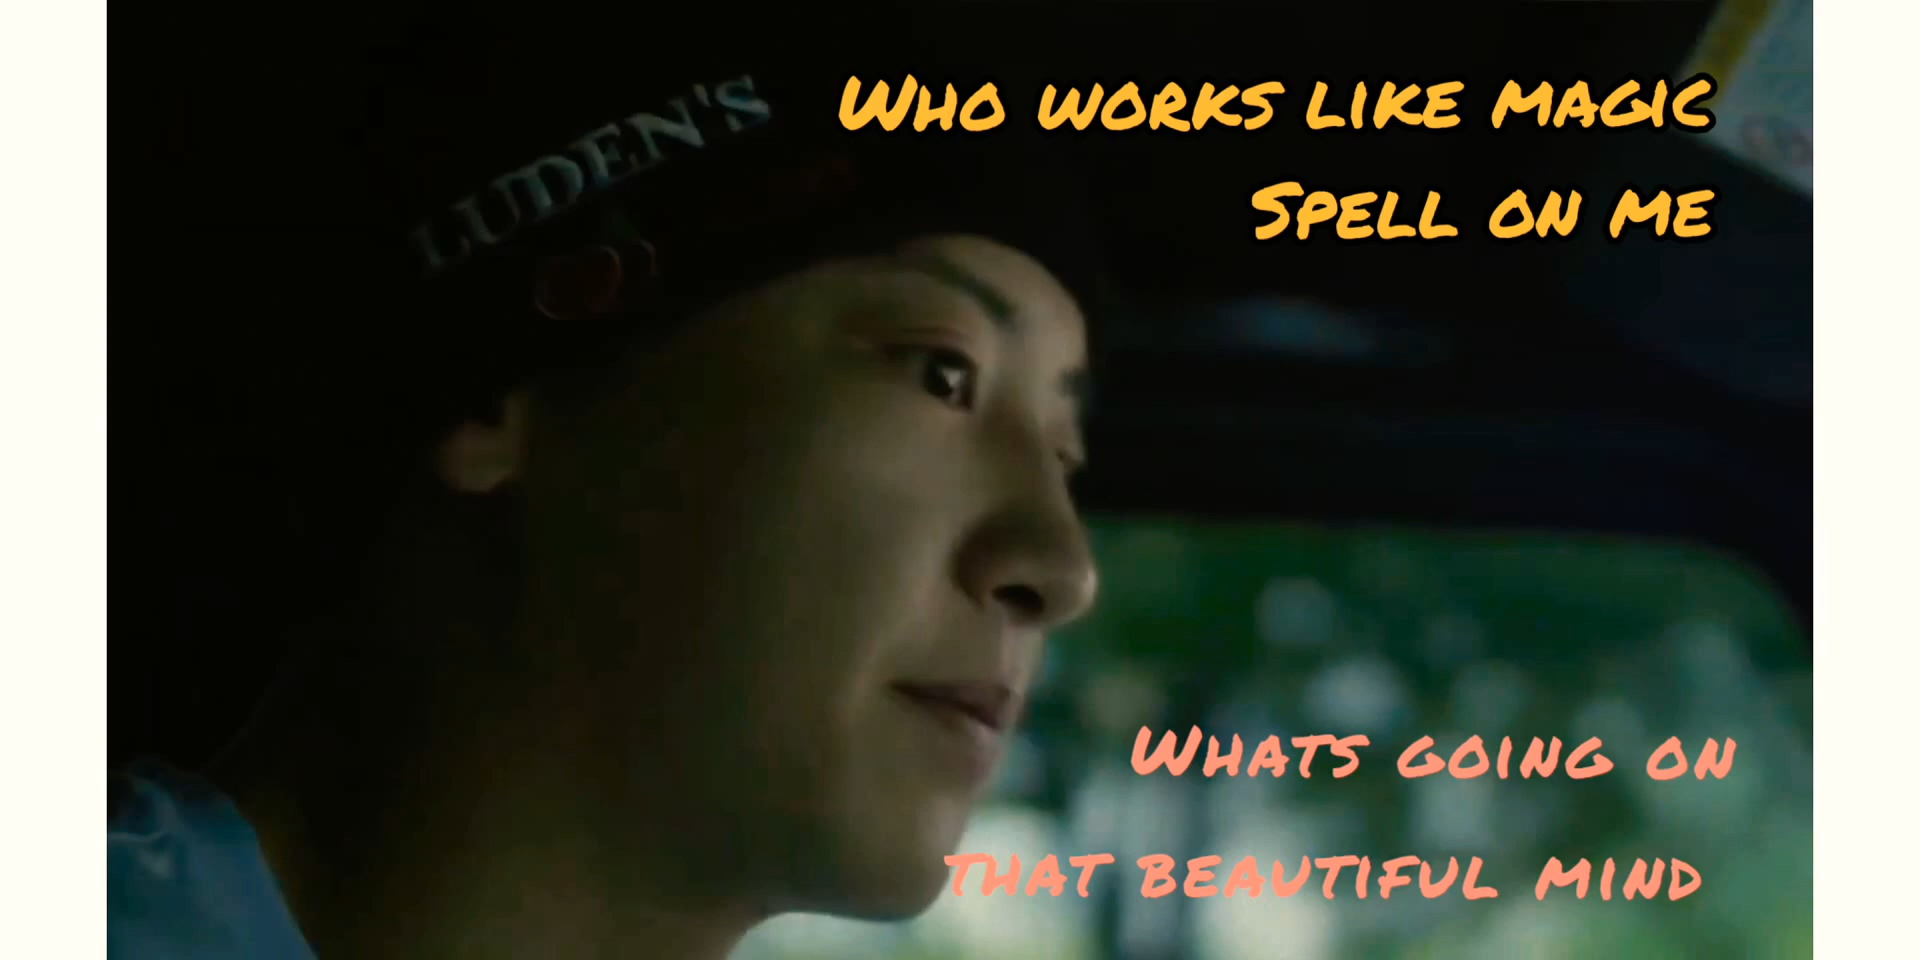 LUDEN'S
Who works like magic
Spell on me
Whats going on
that beautiful mind